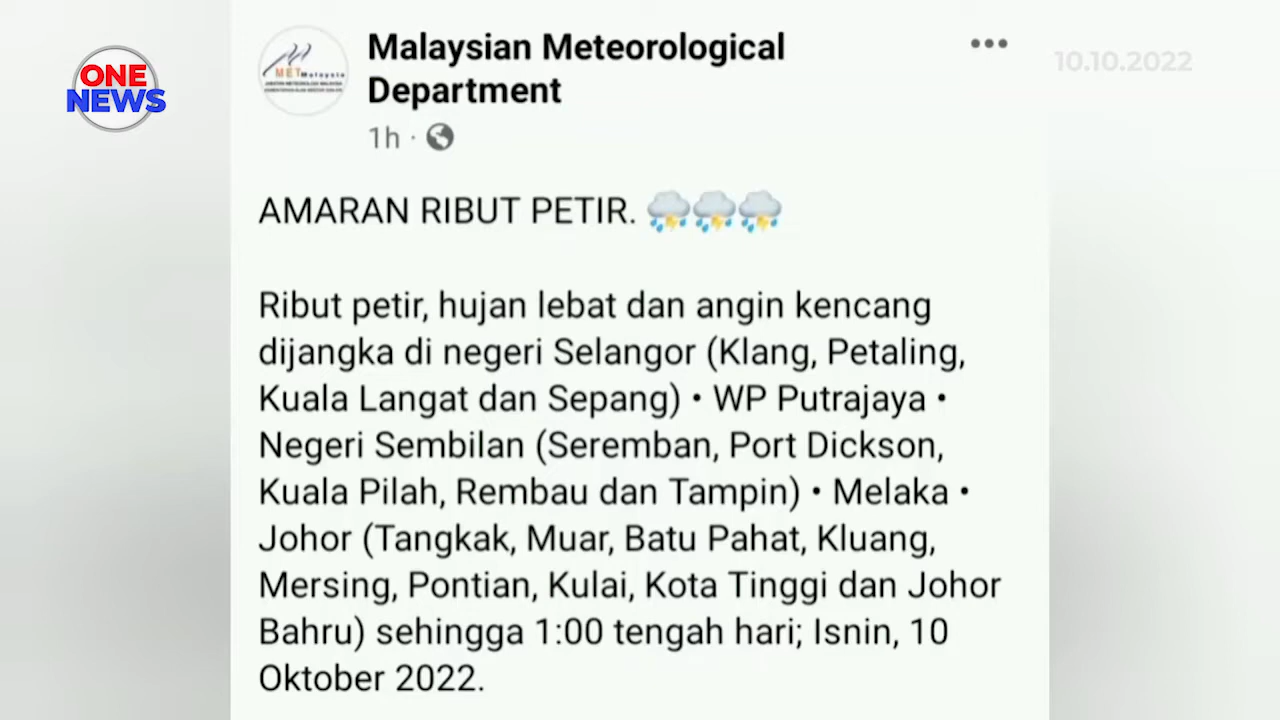 ONE
NEWS
10.10.2022
Malaysian Meteorological
Department
1h ·
MET Malaysia
AMARAN RIBUT PETIR. ⛈️⛈️⛈️
Ribut petir, hujan lebat dan angin kencang
dijangka di negeri Selangor (Klang, Petaling,
Kuala Langat dan Sepang) • WP Putrajaya •
Negeri Sembilan (Seremban, Port Dickson,
Kuala Pilah, Rembau dan Tampin) • Melaka •
Johor (Tangkak, Muar, Batu Pahat, Kluang,
Mersing, Pontian, Kulai, Kota Tinggi dan Johor
Bahru) sehingga 1:00 tengah hari; Isnin, 10
Oktober 2022.